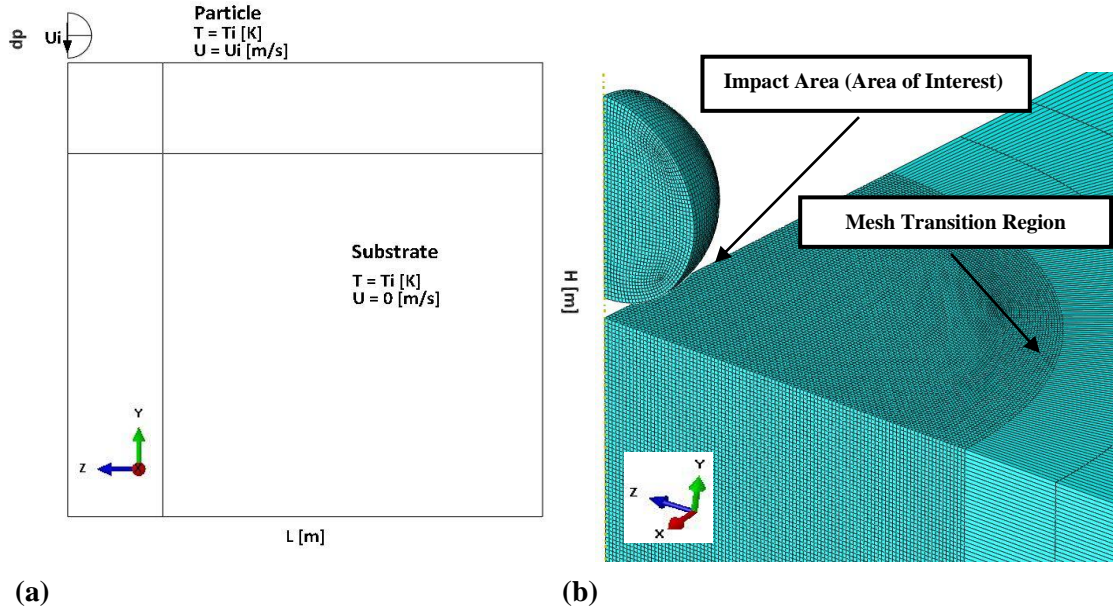 Particle
T = Ti [K]
U = Ui [m/s]
dp
Ui
Substrate
T = Ti [K]
U = 0 [m/s]
H [m]
Y
Z
X
L [m]
(a)
Impact Area (Area of Interest)
Mesh Transition Region
Y
Z
X
(b)